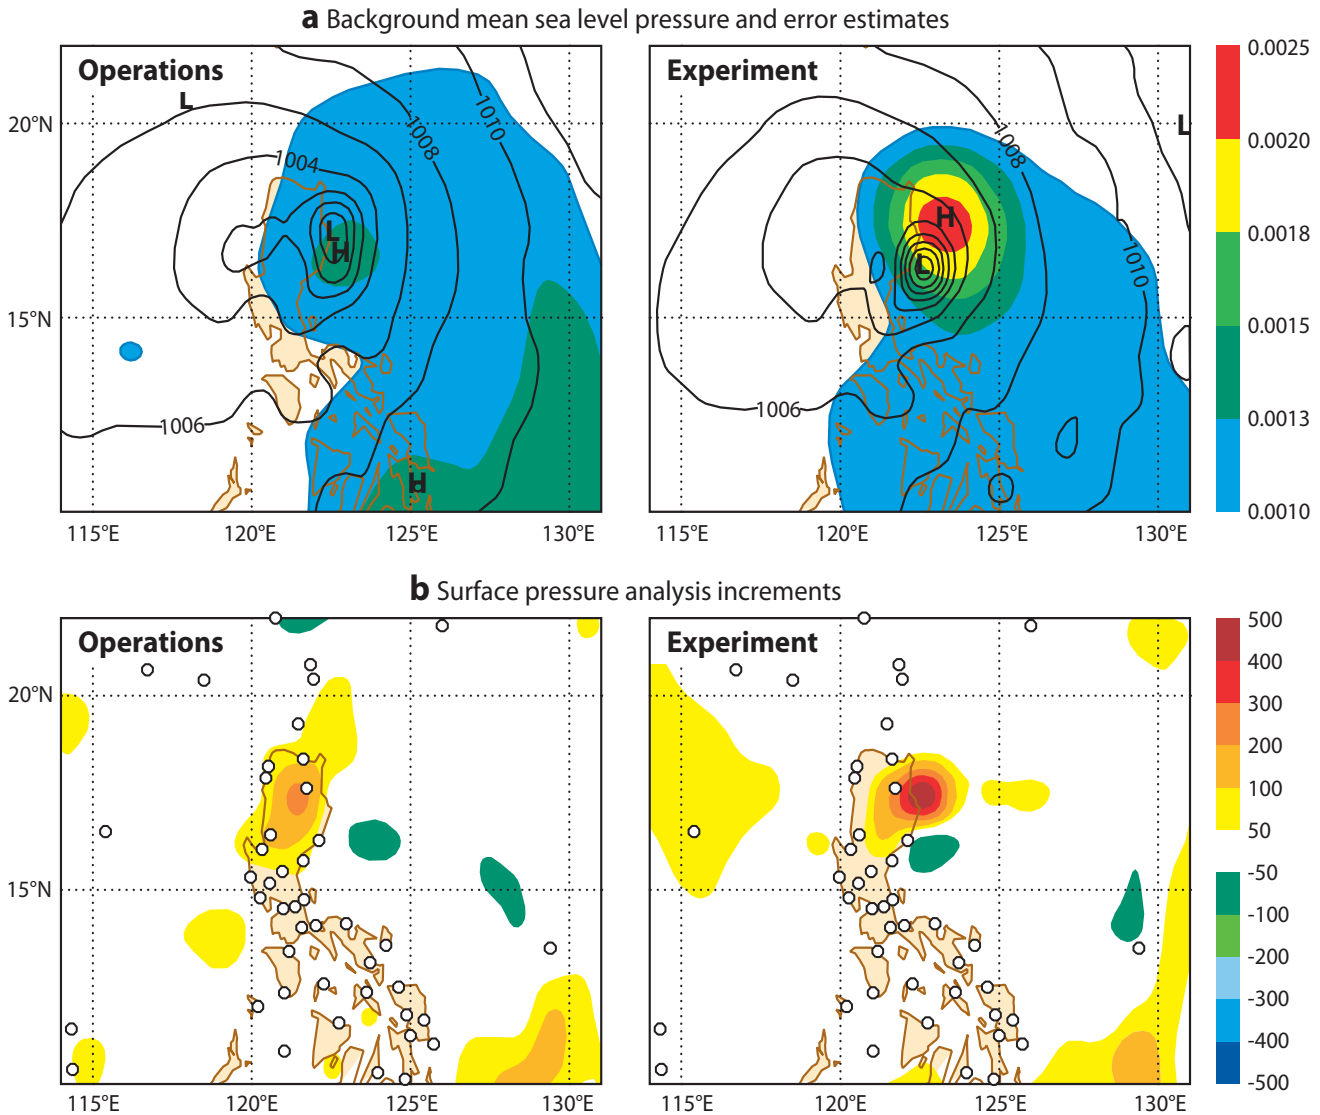 a Background mean sea level pressure and error estimates
Operations
Experiment
L
1004
1008
1010
L
H
H
1006
20°N
15°N
115°E
120°E
125°E
130°E
L
1008
H
L
1010
1006
115°E
120°E
125°E
130°E
0.0025
0.0020
0.0018
0.0015
0.0013
0.0010
b Surface pressure analysis increments
Operations
Experiment
20°N
15°N
115°E
120°E
125°E
130°E
115°E
120°E
125°E
130°E
500
400
300
200
100
50
-50
-100
-200
-300
-400
-500